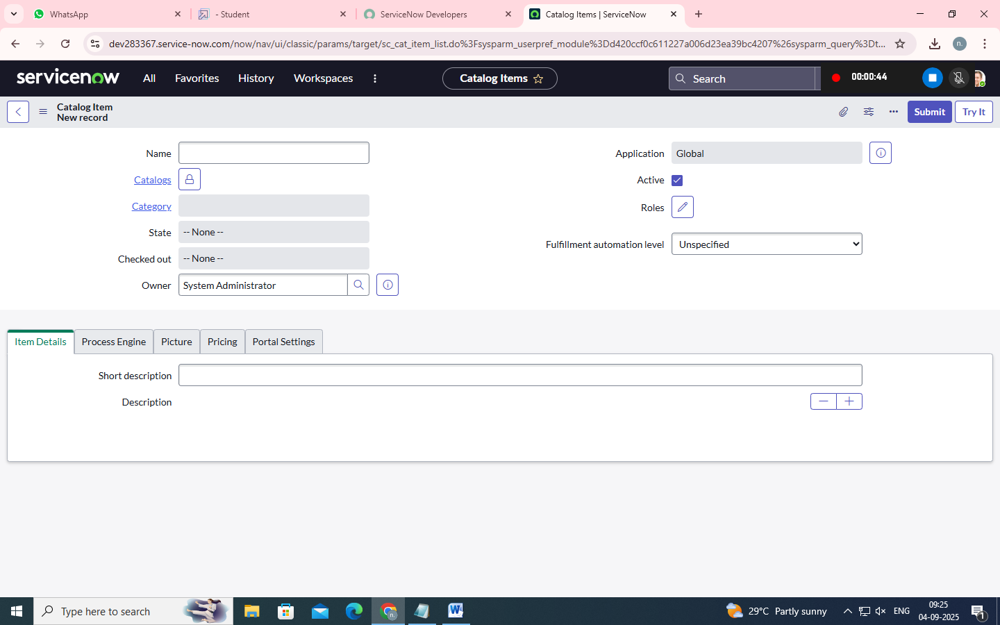 WhatsApp
- Student
ServiceNow Developers
Catalog Items | ServiceNow
dev283367.service-now.com/now/nav/ui/classic/params/target/sc_cat_item_list.do%3Fsysparm_userpref_module%3Dd420ccf0c611227a006d23ea39bc4207%26sysparm_query%3Dt...
n.
servicenow
All
Favorites
History
Workspaces
Catalog Items
Search
00:00:44
Catalog Item
New record
Submit
Try It
Name
Catalogs
Category
State
-- None --
Checked out
-- None --
Owner
System Administrator
Application
Global
Active
Roles
Fulfillment automation level
Unspecified
Item Details
Process Engine
Picture
Pricing
Portal Settings
Short description
Description
Type here to search
n.
29°C Partly sunny
ENG
09:25
04-09-2025
1